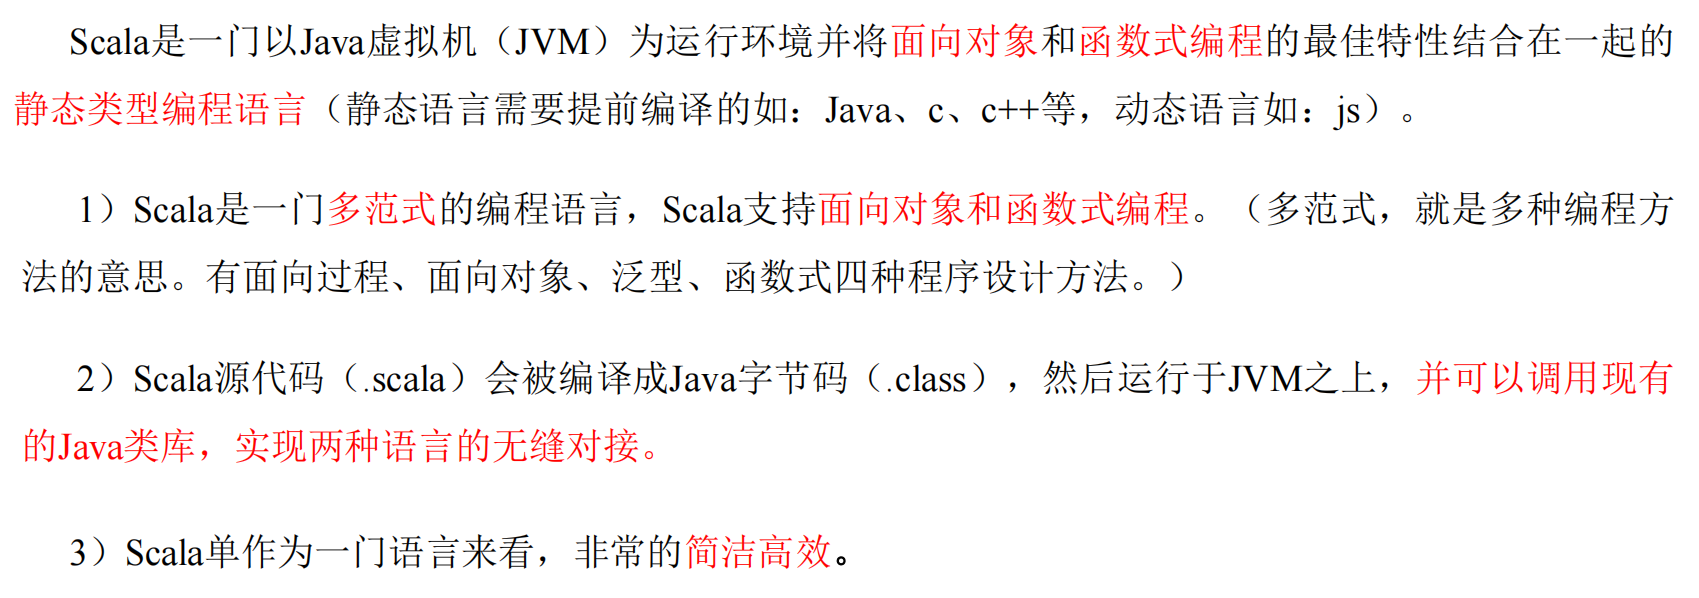 Scala是一门以Java虚拟机（JVM）为运行环境并将面向对象和函数式编程的最佳特性结合在一起的
静态类型编程语言（静态语言需要提前编译的如：Java、c、c++等，动态语言如：js）。
1）Scala是一门多范式的编程语言，Scala支持面向对象和函数式编程。（多范式，就是多种编程方
法的意思。有面向过程、面向对象、泛型、函数式四种程序设计方法。）
2）Scala源代码（.scala）会被编译成Java字节码（.class），然后运行于JVM之上，并可以调用现有
的Java类库，实现两种语言的无缝对接。
3）Scala单作为一门语言来看，非常的简洁高效。